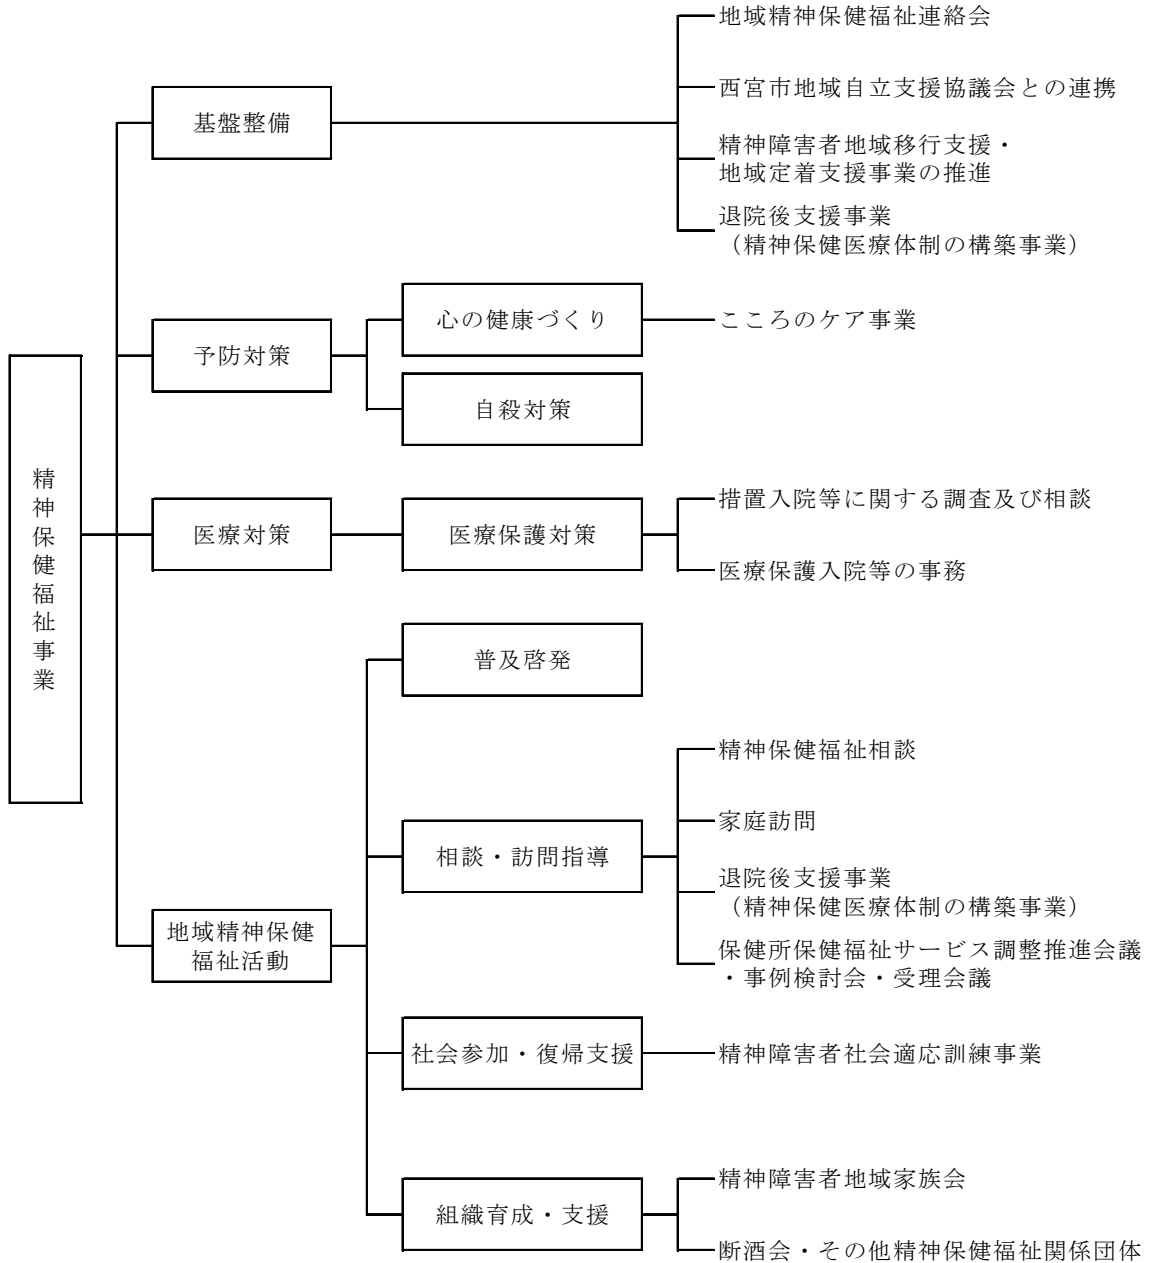 精神保健福祉事業
基盤整備
地域精神保健福祉連絡会
西宮市地域自立支援協議会との連携
精神障害者地域移行支援・
地域定着支援事業の推進
退院後支援事業
（精神保健医療体制の構築事業）
予防対策
心の健康づくり
こころのケア事業
自殺対策
医療対策
医療保護対策
措置入院等に関する調査及び相談
医療保護入院等の事務
地域精神保健
福祉活動
普及啓発
相談・訪問指導
精神保健福祉相談
家庭訪問
退院後支援事業
（精神保健医療体制の構築事業）
保健所保健福祉サービス調整推進会議
・事例検討会・受理会議
社会参加・復帰支援
精神障害者社会適応訓練事業
組織育成・支援
精神障害者地域家族会
断酒会・その他精神保健福祉関係団体